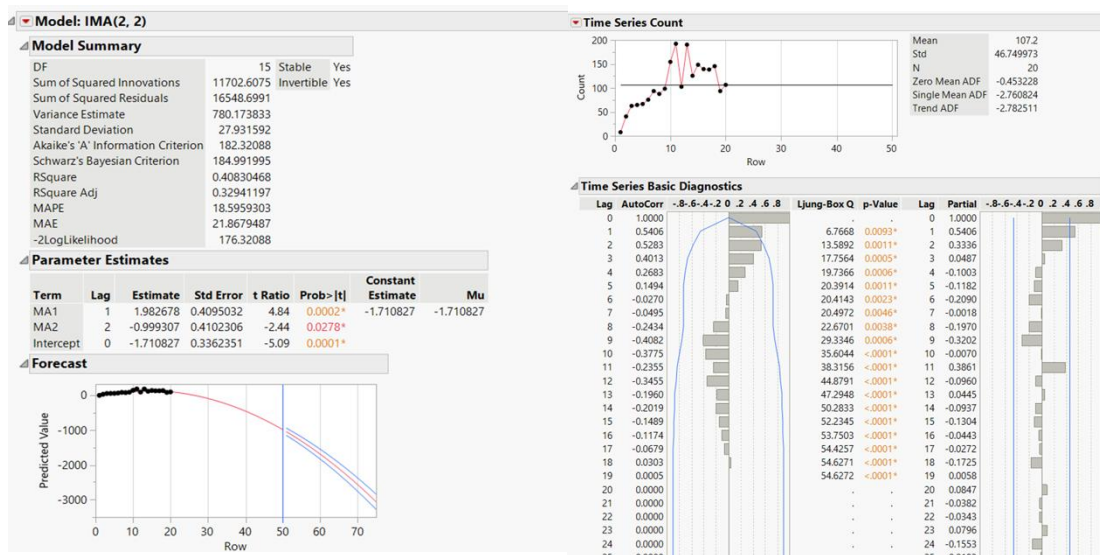 Model: IMA(2, 2)
Model Summary
DF 15 Stable Yes
Sum of Squared Innovations 11702.6075 Invertible Yes
Sum of Squared Residuals 16548.6991
Variance Estimate 780.173833
Standard Deviation 27.931592
Akaike's 'A' Information Criterion 182.32088
Schwarz's Bayesian Criterion 184.991995
RSquare 0.40830468
RSquare Adj 0.32941197
MAPE 18.5959303
MAE 21.8679487
-2LogLikelihood 176.32088
Parameter Estimates
Constant
Term Lag Estimate Std Error t Ratio Prob>|t| Estimate Mu
MA1 1 1.982678 0.4095032 4.84 0.0002* -1.710827 -1.710827
MA2 2 -0.999307 0.4102306 -2.44 0.0278*
Intercept 0 -1.710827 0.3362351 -5.09 0.0001*
Forecast
Predicted Value
0
-1000
-2000
-3000
0 10 20 30 40 50 60 70
Row
Time Series Count
Count
200
150
100
50
0
0 10 20 30 40 50
Row
Mean 107.2
Std 46.749973
N 20
Zero Mean ADF -0.453228
Single Mean ADF -2.760824
Trend ADF -2.782511
Time Series Basic Diagnostics
Lag AutoCorr -.8-.6-.4-.2 0 .2 .4 .6 .8 Ljung-Box Q p-Value Lag Partial -.8-.6-.4-.2 0 .2 .4 .6 .8
0 1.0000 . . 0 1.0000
1 0.5406 6.7668 0.0093* 1 0.5406
2 0.5283 13.5892 0.0011* 2 0.3336
3 0.4013 17.7564 0.0005* 3 0.0487
4 0.2683 19.7366 0.0006* 4 -0.1003
5 0.1494 20.3914 0.0011* 5 -0.1182
6 -0.0270 20.4143 0.0023* 6 -0.2090
7 -0.0495 20.4972 0.0046* 7 -0.0018
8 -0.2434 22.6701 0.0038* 8 -0.1970
9 -0.4082 29.3346 0.0006* 9 -0.3202
10 -0.3775 35.6044 <.0001* 10 -0.0070
11 -0.2355 38.3156 <.0001* 11 0.3861
12 -0.3455 44.8791 <.0001* 12 -0.0960
13 -0.1960 47.2948 <.0001* 13 0.0445
14 -0.2019 50.2833 <.0001* 14 -0.0937
15 -0.1489 52.2345 <.0001* 15 -0.1304
16 -0.1174 53.7503 <.0001* 16 -0.0443
17 -0.0679 54.4257 <.0001* 17 -0.0272
18 0.0303 54.6271 <.0001* 18 -0.1725
19 0.0005 54.6272 <.0001* 19 0.0058
20 0.0000 . . 20 0.0847
21 0.0000 . . 21 -0.0382
22 0.0000 . . 22 -0.0343
23 0.0000 . . 23 0.0796
24 0.0000 . . 24 -0.1553